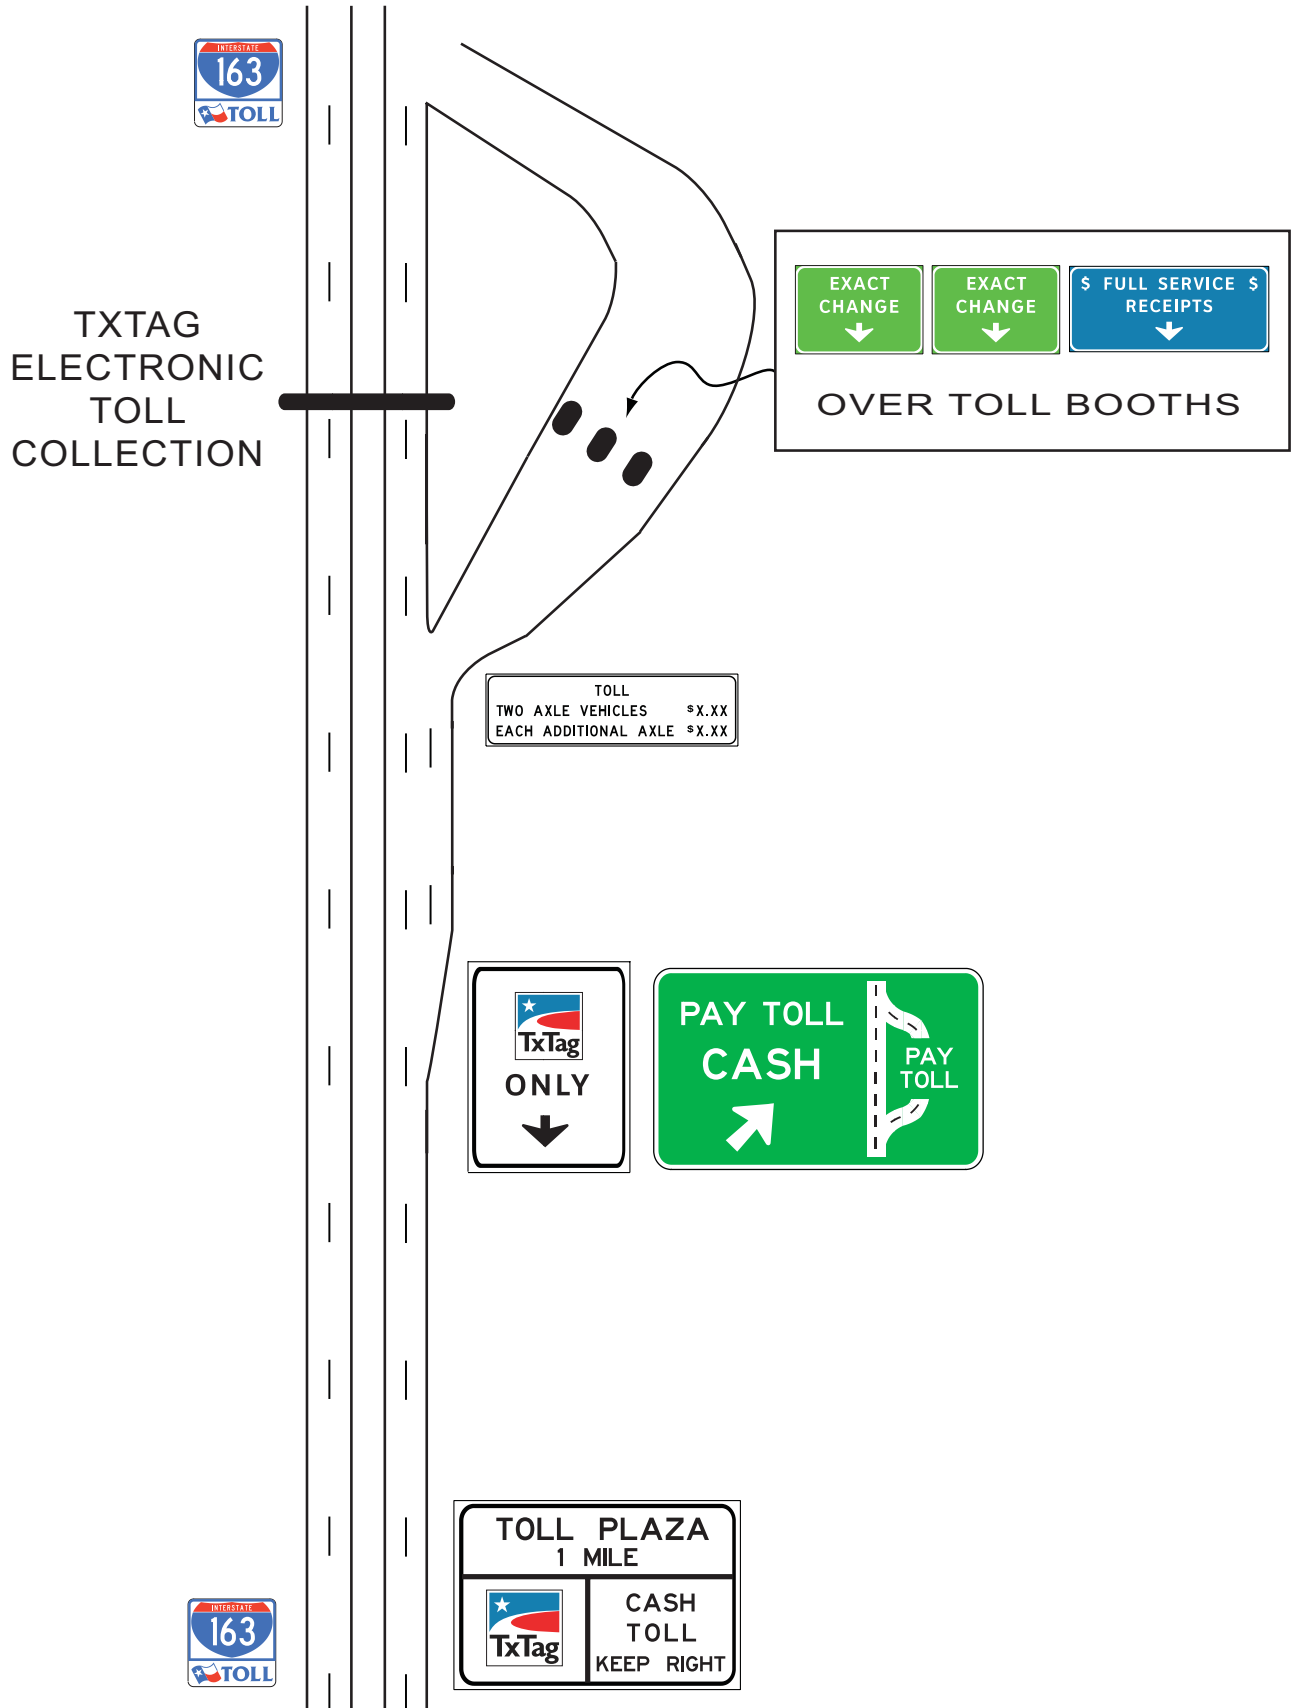 INTERSTATE
163
TOLL
TXTAG
ELECTRONIC
TOLL
COLLECTION
EXACT
CHANGE
EXACT
CHANGE
$ FULL SERVICE $
RECEIPTS
OVER TOLL BOOTHS
TOLL
TWO AXLE VEHICLES $X.XX
EACH ADDITIONAL AXLE $X.XX
TxTag
ONLY
PAY TOLL
CASH
PAY
TOLL
TOLL PLAZA
1 MILE
TxTag
CASH
TOLL
KEEP RIGHT
INTERSTATE
163
TOLL